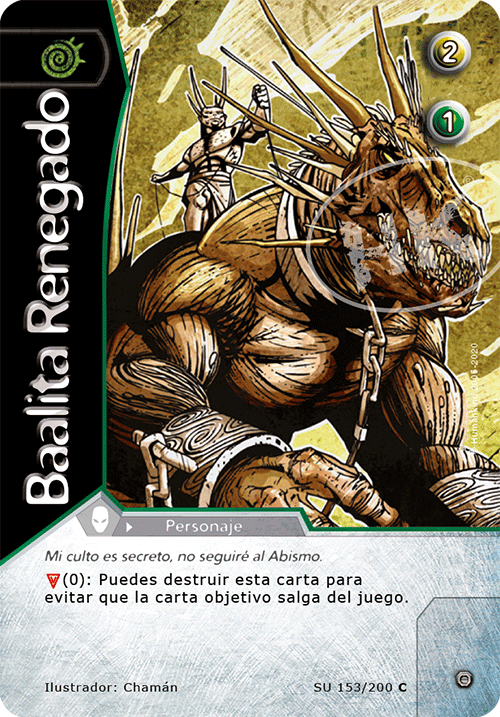 2
1
Baalita Renegado
Personaje
Mi culto es secreto, no seguiré al Abismo.
(0): Puedes destruir esta carta para
evitar que la carta objetivo salga del juego.
Ilustrador: Chamán
SU 153/200 C